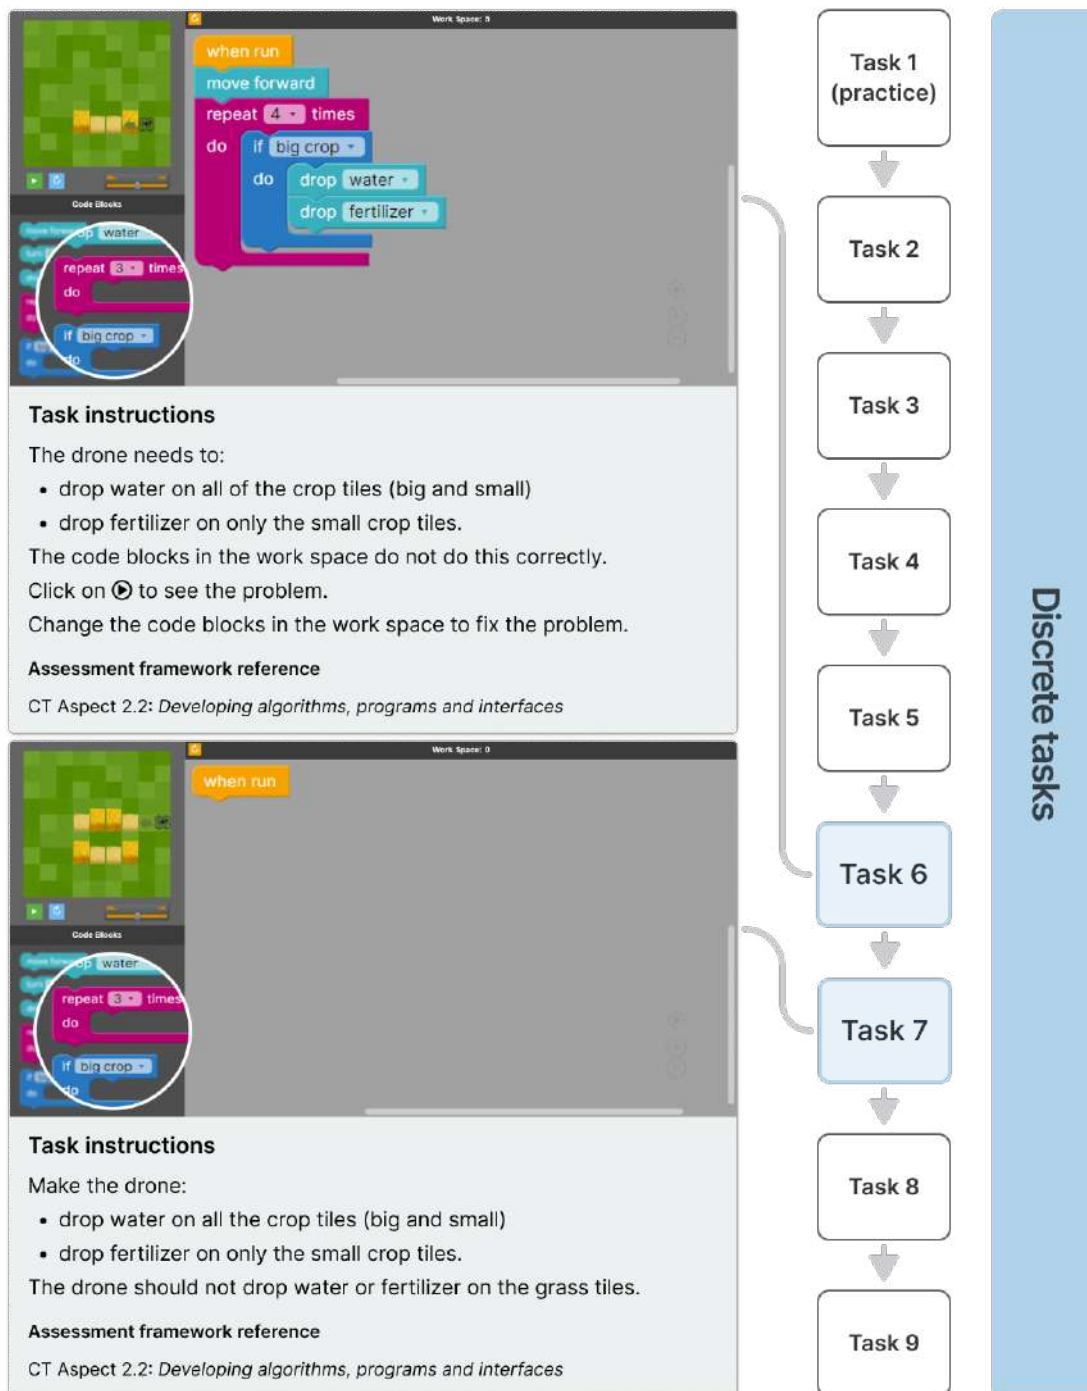 Work Space: 5
when run
move forward
repeat 4 times
do if big crop
do drop water
drop fertilizer
Code Blocks
move forw op water
turn
repeat 3 times
do
if big crop
do
Task instructions
The drone needs to:
• drop water on all of the crop tiles (big and small)
• drop fertilizer on only the small crop tiles.
The code blocks in the work space do not do this correctly.
Click on to see the problem.
Change the code blocks in the work space to fix the problem.
Assessment framework reference
CT Aspect 2.2: Developing algorithms, programs and interfaces
Work Space: 0
when run
Code Blocks
op water
repeat 3 times
do
if big crop
do
Task instructions
Make the drone:
• drop water on all the crop tiles (big and small)
• drop fertilizer on only the small crop tiles.
The drone should not drop water or fertilizer on the grass tiles.
Assessment framework reference
CT Aspect 2.2: Developing algorithms, programs and interfaces
Task 1
(practice)
Task 2
Task 3
Task 4
Task 5
Task 6
Task 7
Task 8
Task 9
Discrete tasks